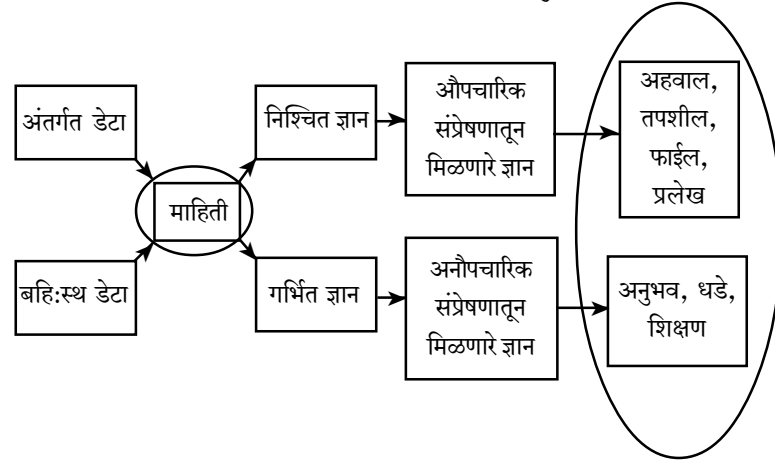 अंतर्गत डेटा
बहि:स्थ डेटा
माहिती
निश्चित ज्ञान
गर्भित ज्ञान
औपचारिक
संप्रेषणातून
मिळणारे ज्ञान
अनौपचारिक
संप्रेषणातून
मिळणारे ज्ञान
अहवाल,
तपशील,
फाईल,
प्रलेख
अनुभव, धडे,
शिक्षण